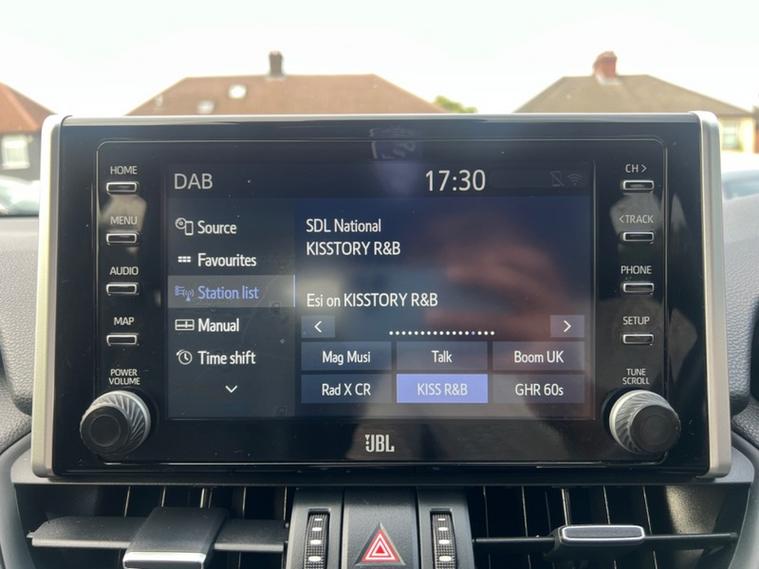 HOME
MENU
AUDIO
MAP
POWER
VOLUME
DAB
17:30
Source
Favourites
Station list
Manual
Time shift
SDL National
KISSTORY R&B
Esi on KISSTORY R&B
< >
Mag Musi Talk Boom UK
Rad X CR KISS R&B GHR 60s
CH >
< TRACK
PHONE
SETUP
TUNE
SCROLL
JBL